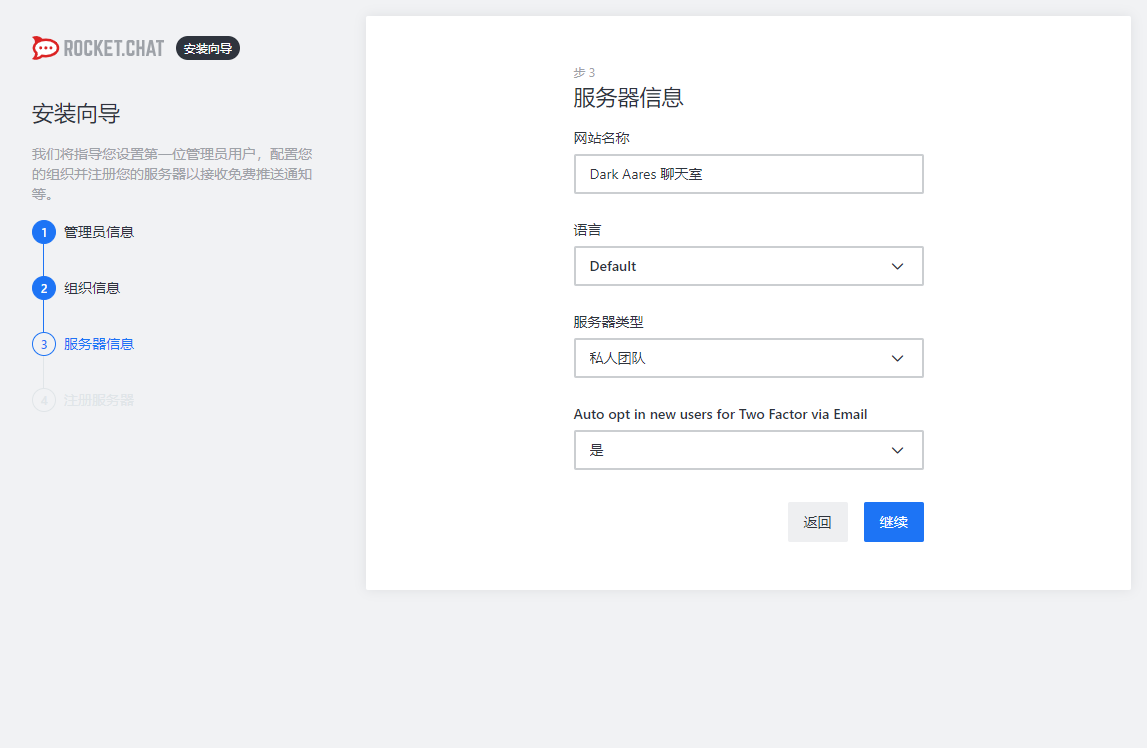 ROCKET.CHAT 安装向导
安装向导
我们将指导您设置第一位管理员用户，配置您
的组织并注册您的服务器以接收免费推送通知
等。
1 管理员信息
2 组织信息
3 服务器信息
4 注册服务器
步 3
服务器信息
网站名称
Dark Aares 聊天室
语言
Default
服务器类型
私人团队
Auto opt in new users for Two Factor via Email
是
返回 继续